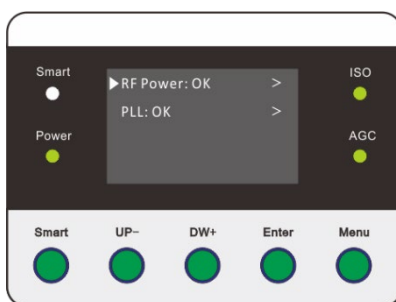 Smart
ISO
RF Power: OK >
PLL: OK >
Power
AGC
Smart UP- DW+ Enter Menu